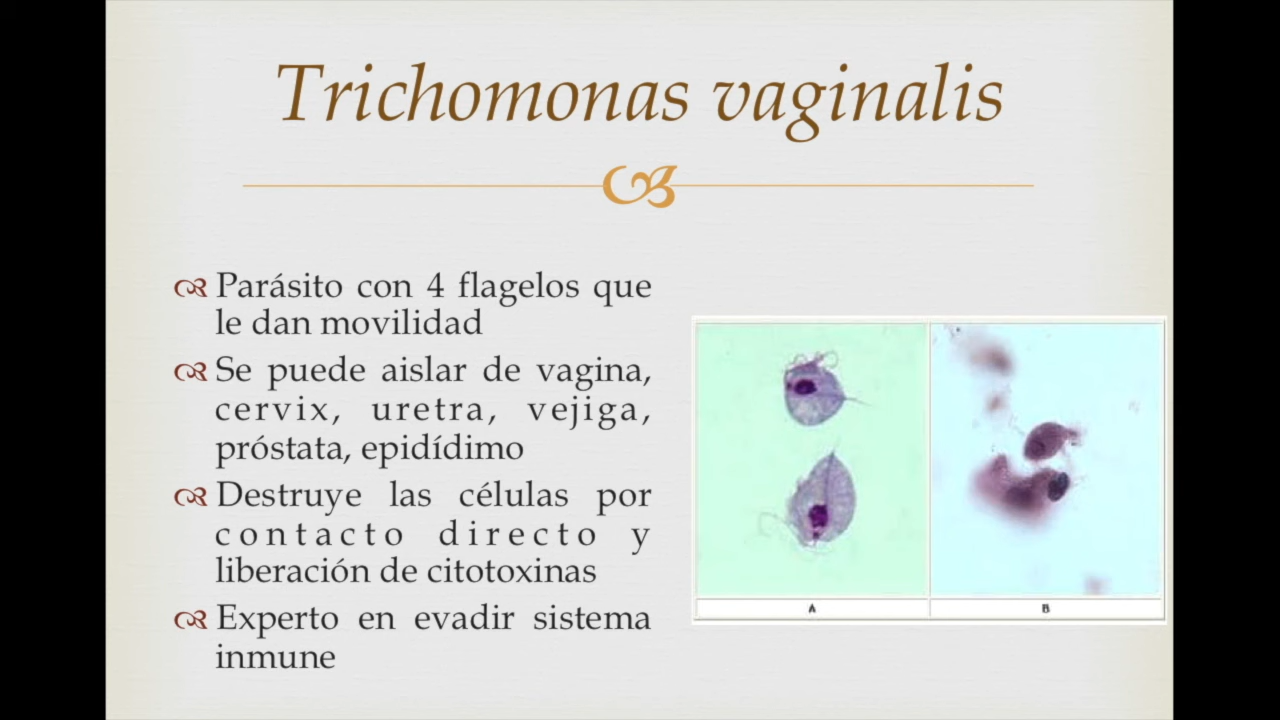 Trichomonas vaginalis
Parásito con 4 flagelos que
le dan movilidad
Se puede aislar de vagina,
cervix, uretra, vejiga,
próstata, epidídimo
Destruye las células por
contacto directo y
liberación de citotoxinas
Experto en evadir sistema
inmune
A
B